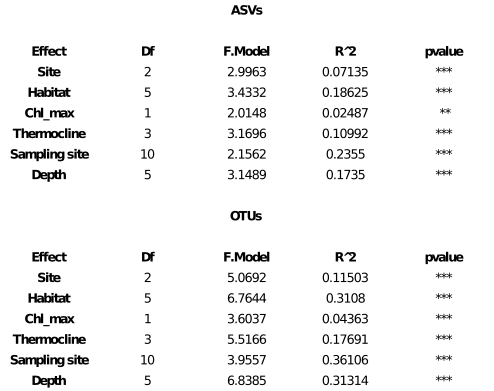 ASVs
Effect Df F.Model R^2 pvalue
Site 2 2.9963 0.07135 ***
Habitat 5 3.4332 0.18625 ***
Chl_max 1 2.0148 0.02487 **
Thermocline 3 3.1696 0.10992 ***
Sampling site 10 2.1562 0.2355 ***
Depth 5 3.1489 0.1735 ***
OTUs
Effect Df F.Model R^2 pvalue
Site 2 5.0692 0.11503 ***
Habitat 5 6.7644 0.3108 ***
Chl_max 1 3.6037 0.04363 ***
Thermocline 3 5.5166 0.17691 ***
Sampling site 10 3.9557 0.36106 ***
Depth 5 6.8385 0.31314 ***